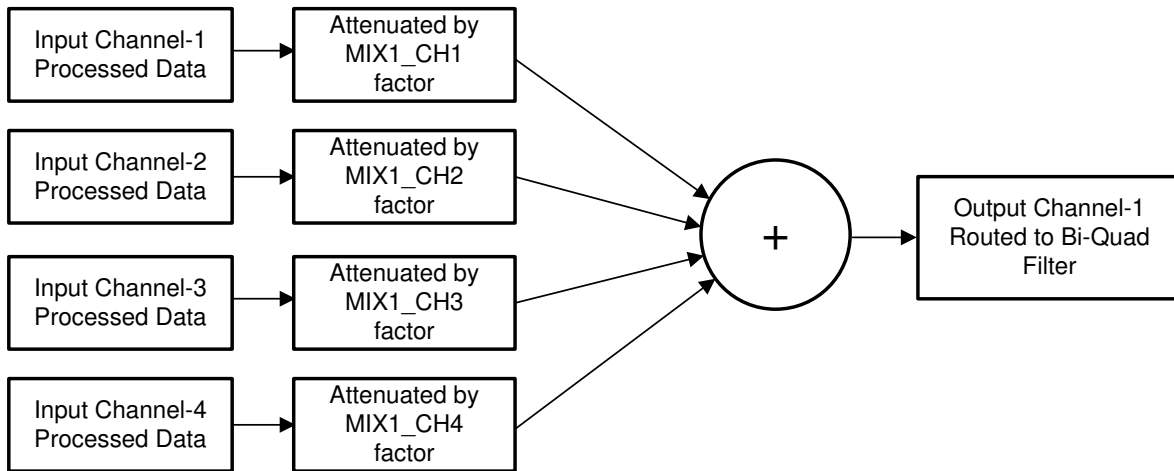 Input Channel-1
Processed Data
Attenuated by
MIX1_CH1
factor
Input Channel-2
Processed Data
Attenuated by
MIX1_CH2
factor
Input Channel-3
Processed Data
Attenuated by
MIX1_CH3
factor
Input Channel-4
Processed Data
Attenuated by
MIX1_CH4
factor
+
Output Channel-1
Routed to Bi-Quad
Filter